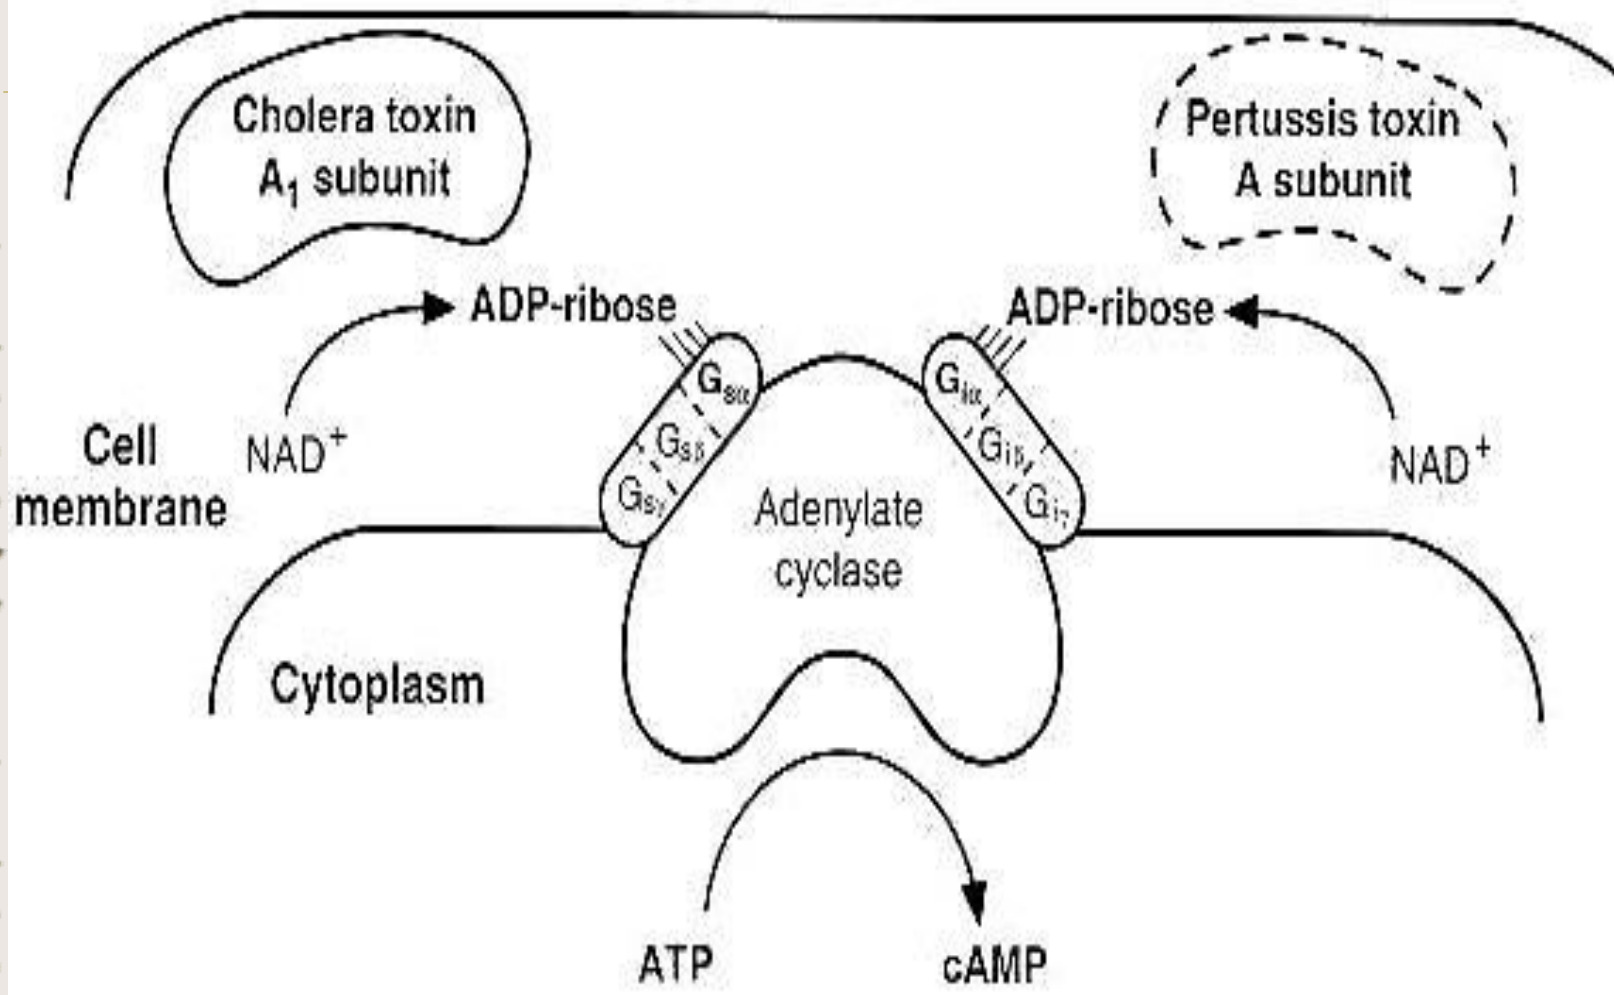 Cholera toxin
A₁ subunit
Pertussis toxin
A subunit
ADP-ribose
ADP-ribose
Gsα
Gsβ
Gsγ
Giα
Giβ
Giγ
Cell
membrane
NAD⁺
NAD⁺
Adenylate
cyclase
Cytoplasm
ATP
cAMP